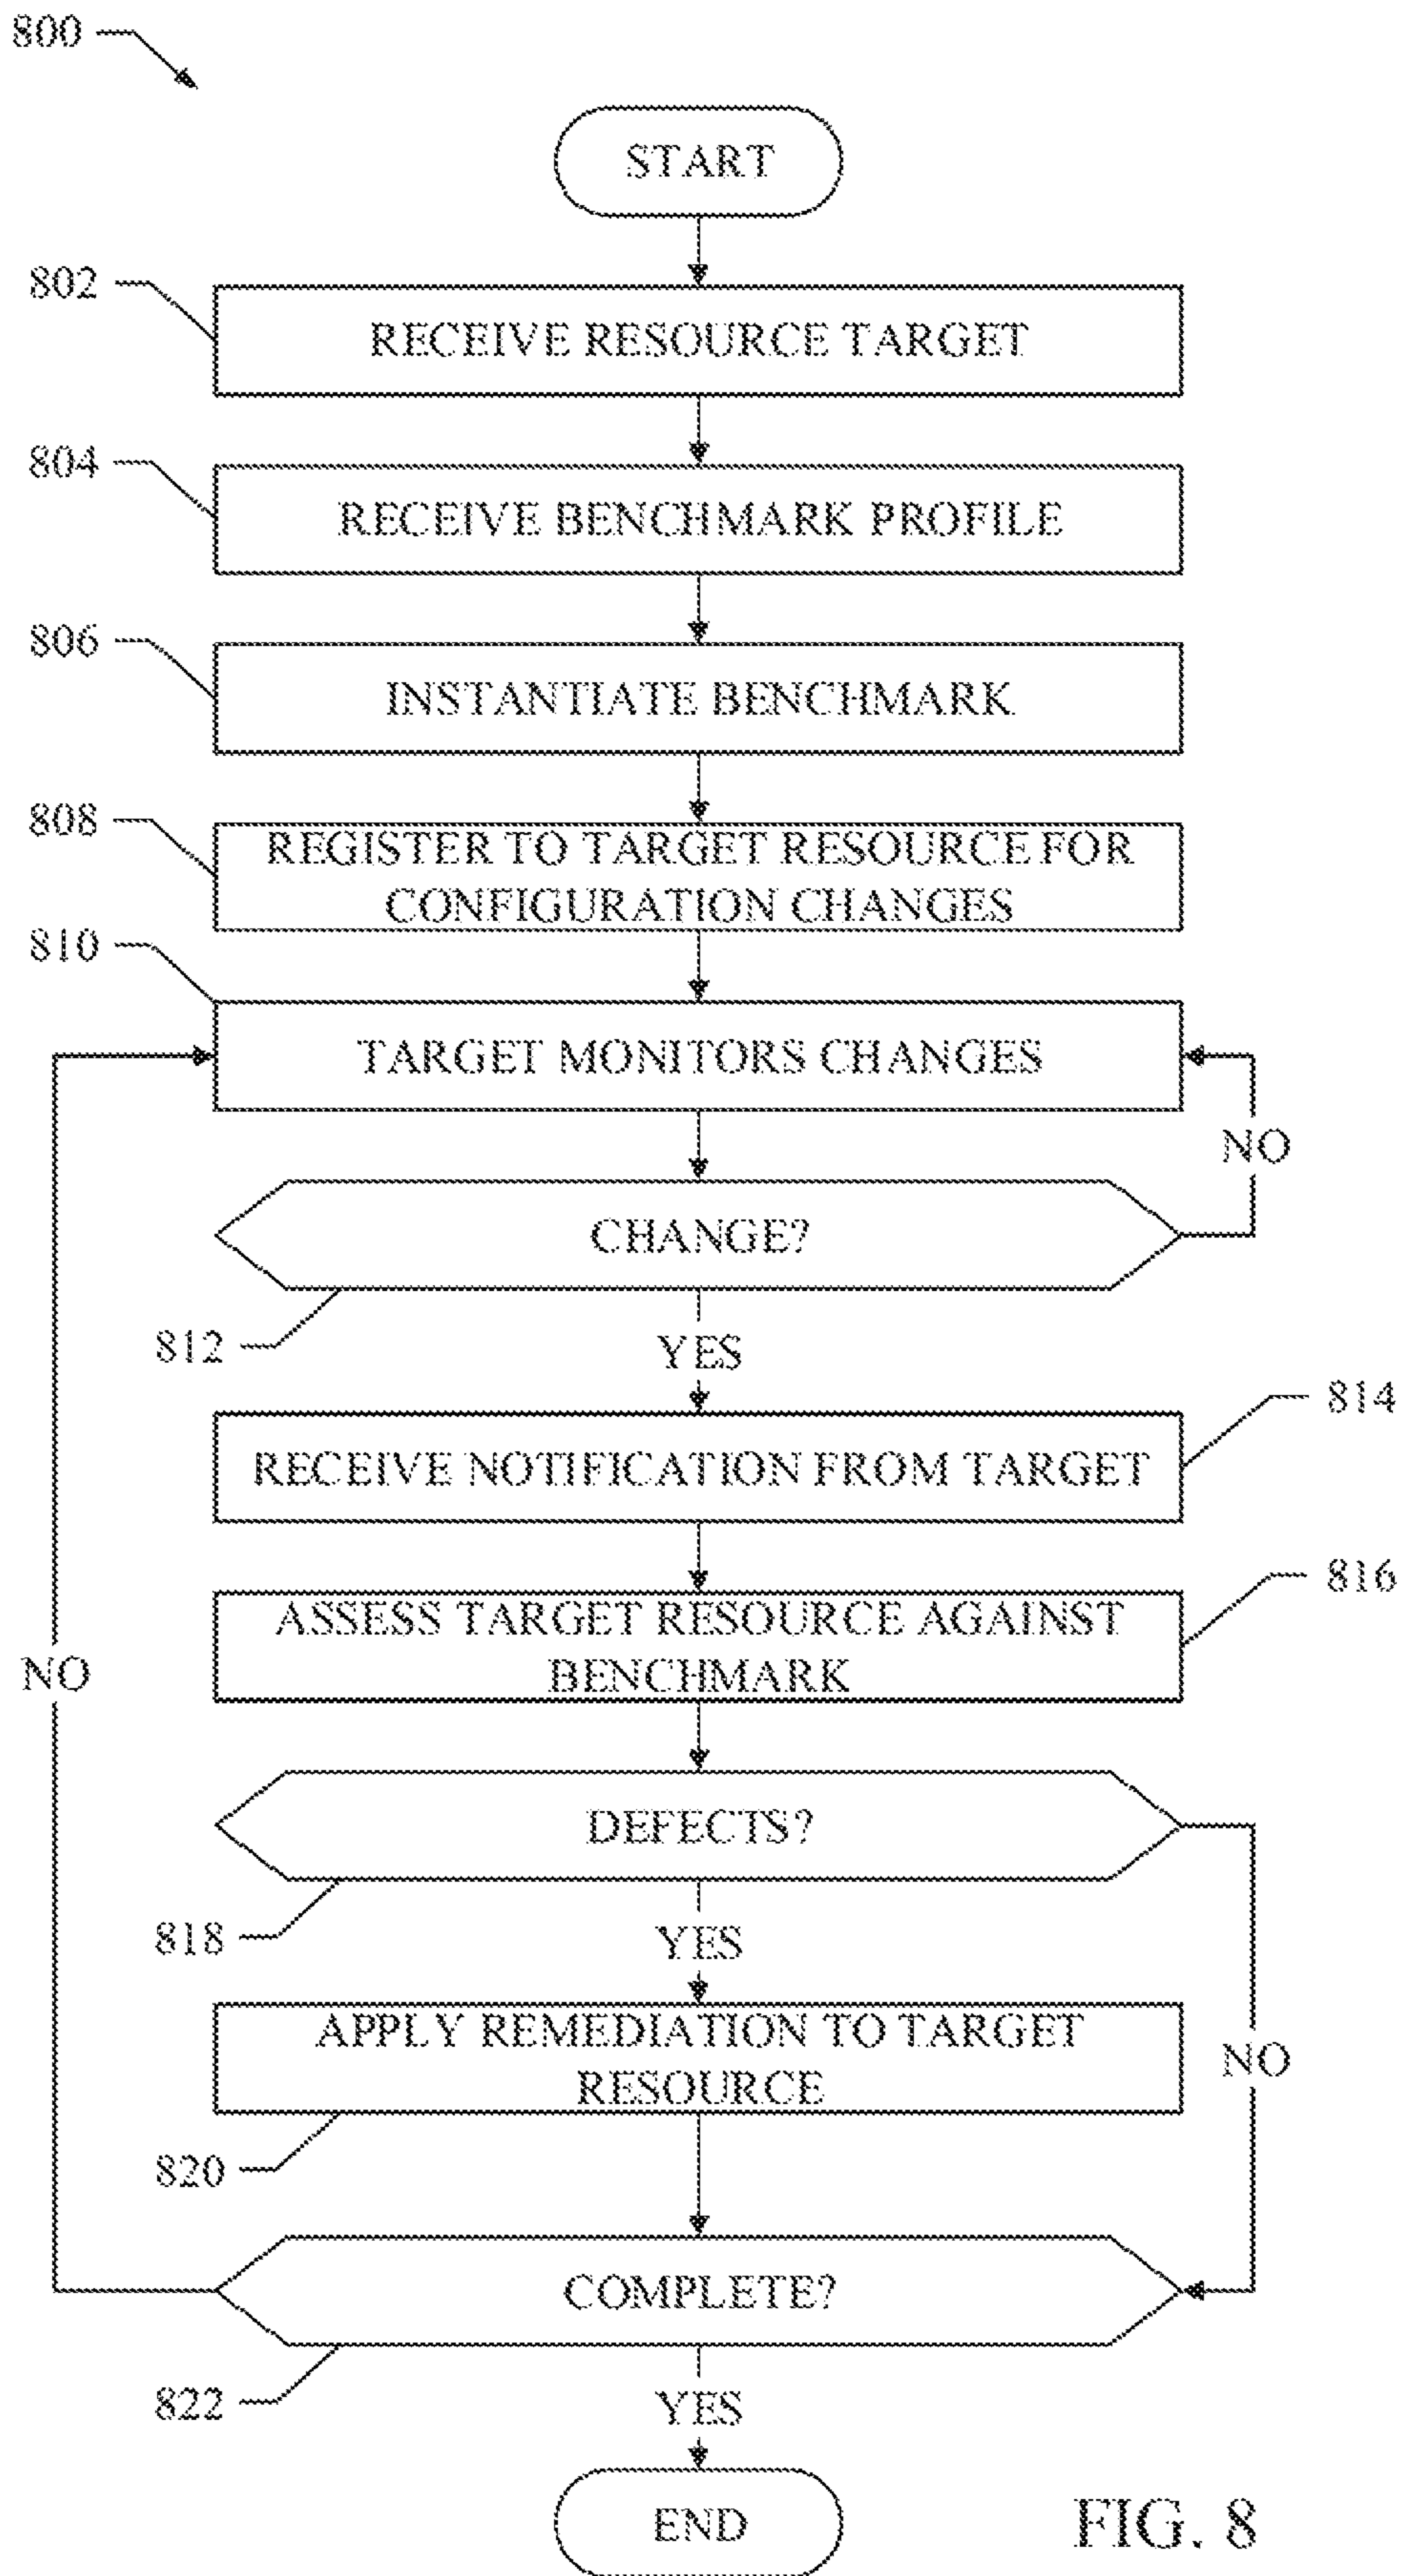 800
START
802
RECEIVE RESOURCE TARGET
804
RECEIVE BENCHMARK PROFILE
806
INSTANTIATE BENCHMARK
808
REGISTER TO TARGET RESOURCE FOR
CONFIGURATION CHANGES
810
TARGET MONITORS CHANGES
NO
CHANGE?
812
YES
814
RECEIVE NOTIFICATION FROM TARGET
816
ASSESS TARGET RESOURCE AGAINST
BENCHMARK
NO
DEFECTS?
818
YES
APPLY REMEDIATION TO TARGET
RESOURCE
NO
820
COMPLETE?
822
YES
END
FIG. 8